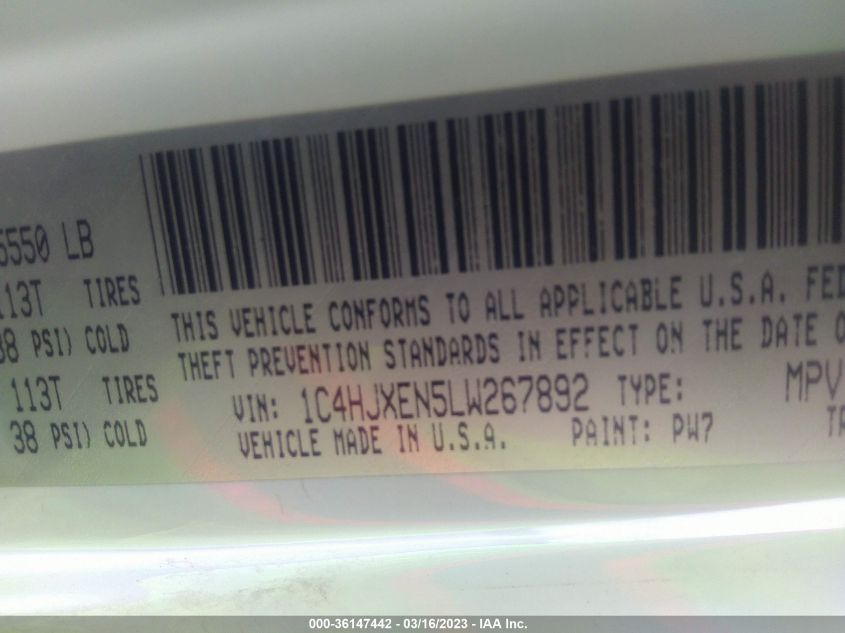 5550 LB
113T TIRES
38 PSI) COLD
113T TIRES
38 PSI) COLD
THIS VEHICLE CONFORMS TO ALL APPLICABLE U.S.A. FED
THEFT PREVENTION STANDARDS IN EFFECT ON THE DATE O
VIN: 1C4HJXEN5LW267892 TYPE: MPV
VEHICLE MADE IN U.S.A. PAINT: PW7 TR
000-36147442 - 03/16/2023 - IAA Inc.